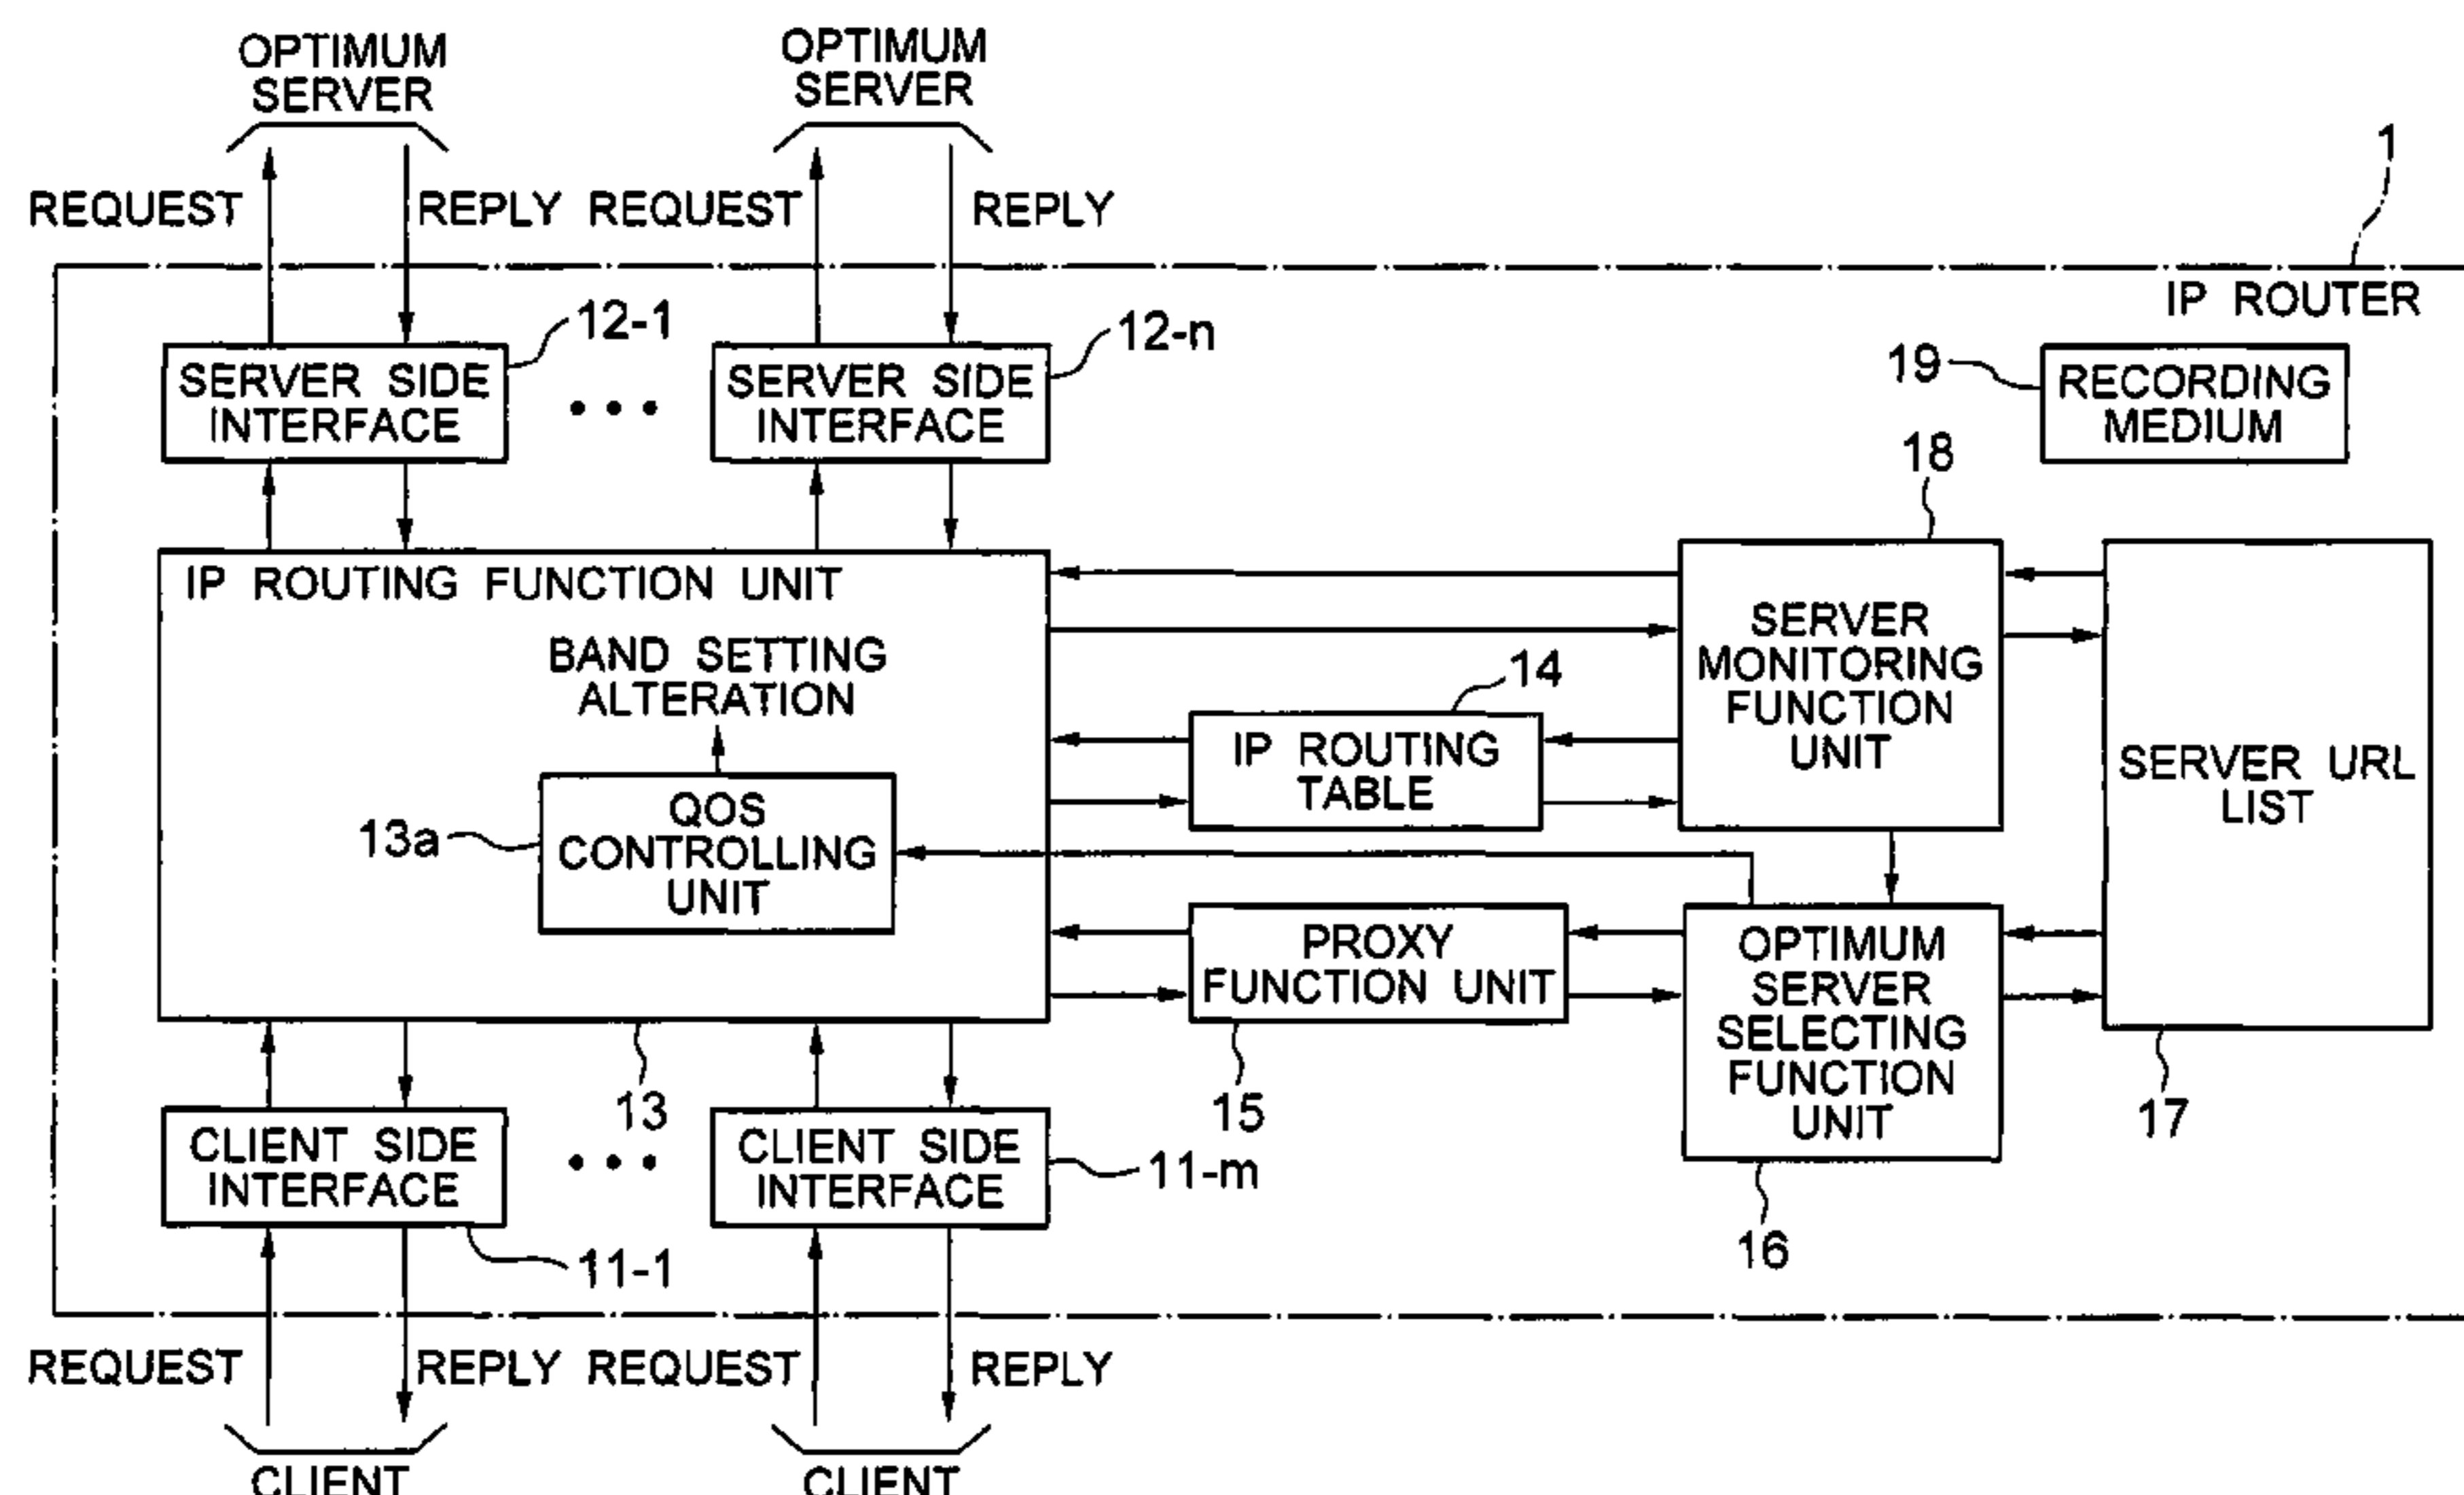 OPTIMUM
SERVER
OPTIMUM
SERVER
REQUEST
REPLY
REQUEST
REPLY
1
IP ROUTER
12-1
12-n
SERVER SIDE
INTERFACE
SERVER SIDE
INTERFACE
19
RECORDING
MEDIUM
18
IP ROUTING FUNCTION UNIT
BAND SETTING
ALTERATION
14
SERVER
MONITORING
FUNCTION
UNIT
IP ROUTING
TABLE
SERVER URL
LIST
13a
QOS
CONTROLLING
UNIT
PROXY
FUNCTION UNIT
OPTIMUM
SERVER
SELECTING
FUNCTION
UNIT
13
15
17
CLIENT SIDE
INTERFACE
CLIENT SIDE
INTERFACE
11-m
11-1
16
REQUEST
REPLY
REQUEST
REPLY
CLIENT
CLIENT